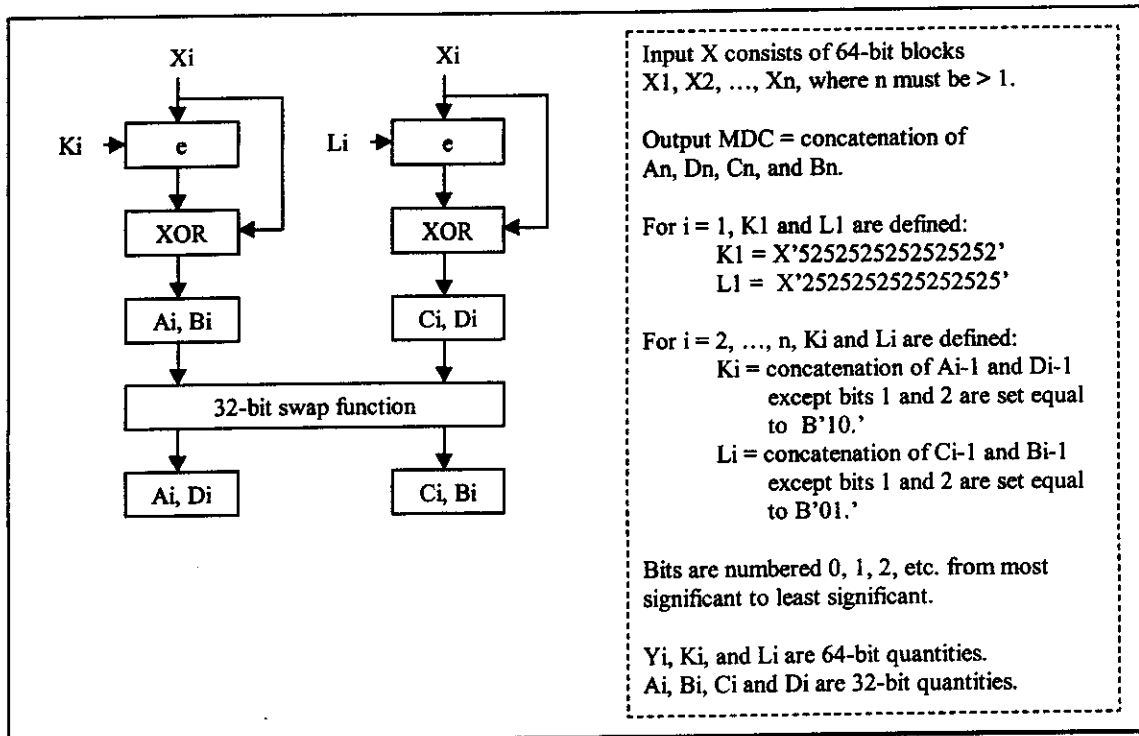 Xi
Xi
Ki
e
Li
e
XOR
XOR
Ai, Bi
Ci, Di
32-bit swap function
Ai, Di
Ci, Bi
Input X consists of 64-bit blocks
X1, X2, ..., Xn, where n must be > 1.
Output MDC = concatenation of
An, Dn, Cn, and Bn.
For i = 1, K1 and L1 are defined:
K1 = X'5252525252525252'
L1 = X'2525252525252525'
For i = 2, ..., n, Ki and Li are defined:
Ki = concatenation of Ai-1 and Di-1
except bits 1 and 2 are set equal
to B'10.'
Li = concatenation of Ci-1 and Bi-1
except bits 1 and 2 are set equal
to B'01.'
Bits are numbered 0, 1, 2, etc. from most
significant to least significant.
Yi, Ki, and Li are 64-bit quantities.
Ai, Bi, Ci and Di are 32-bit quantities.